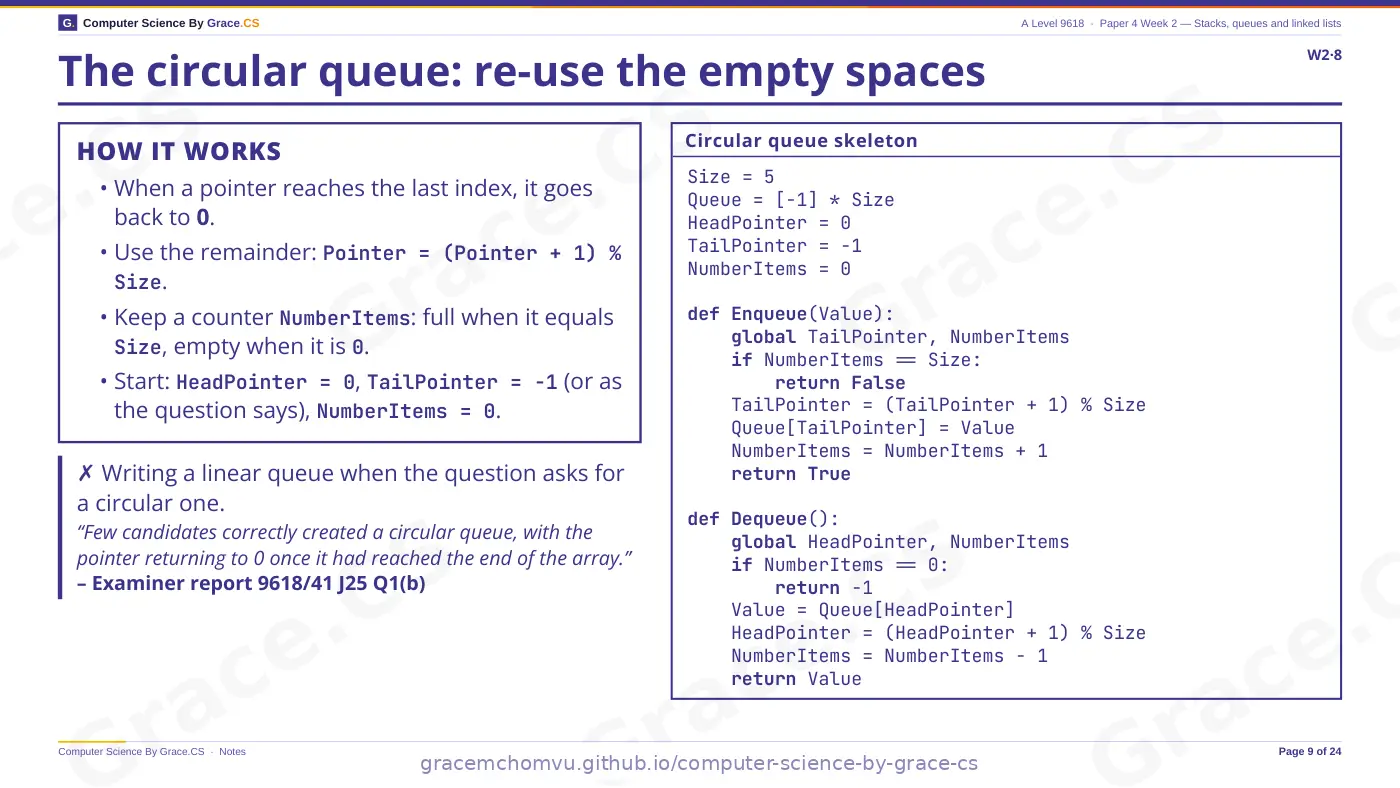 G. Computer Science By Grace.CS
A Level 9618 · Paper 4 Week 2 — Stacks, queues and linked lists
The circular queue: re-use the empty spaces
W2·8
HOW IT WORKS
• When a pointer reaches the last index, it goes
back to 0.
• Use the remainder: Pointer = (Pointer + 1) %
Size.
• Keep a counter NumberItems: full when it equals
Size, empty when it is 0.
• Start: HeadPointer = 0, TailPointer = -1 (or as
the question says), NumberItems = 0.
✗ Writing a linear queue when the question asks for
a circular one.
“Few candidates correctly created a circular queue, with the
pointer returning to 0 once it had reached the end of the array.”
– Examiner report 9618/41 J25 Q1(b)
Circular queue skeleton
Size = 5
Queue = [-1] * Size
HeadPointer = 0
TailPointer = -1
NumberItems = 0

def Enqueue(Value):
    global TailPointer, NumberItems
    if NumberItems == Size:
        return False
    TailPointer = (TailPointer + 1) % Size
    Queue[TailPointer] = Value
    NumberItems = NumberItems + 1
    return True

def Dequeue():
    global HeadPointer, NumberItems
    if NumberItems == 0:
        return -1
    Value = Queue[HeadPointer]
    HeadPointer = (HeadPointer + 1) % Size
    NumberItems = NumberItems - 1
    return Value
Computer Science By Grace.CS · Notes
gracemchomvu.github.io/computer-science-by-grace-cs
Page 9 of 24